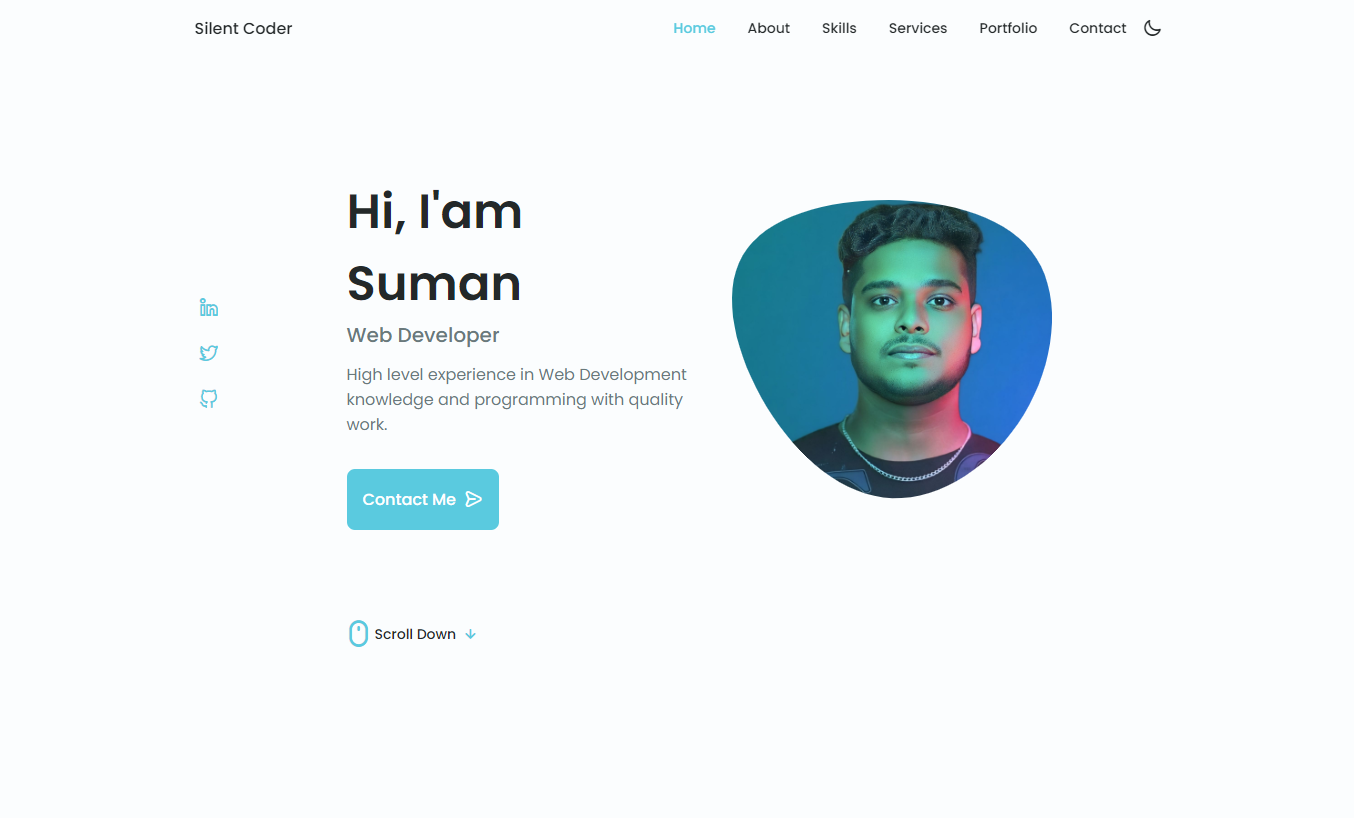 Silent Coder
Home About Skills Services Portfolio Contact
Hi, I'am
Suman
Web Developer
High level experience in Web Development
knowledge and programming with quality
work.
Contact Me
Scroll Down